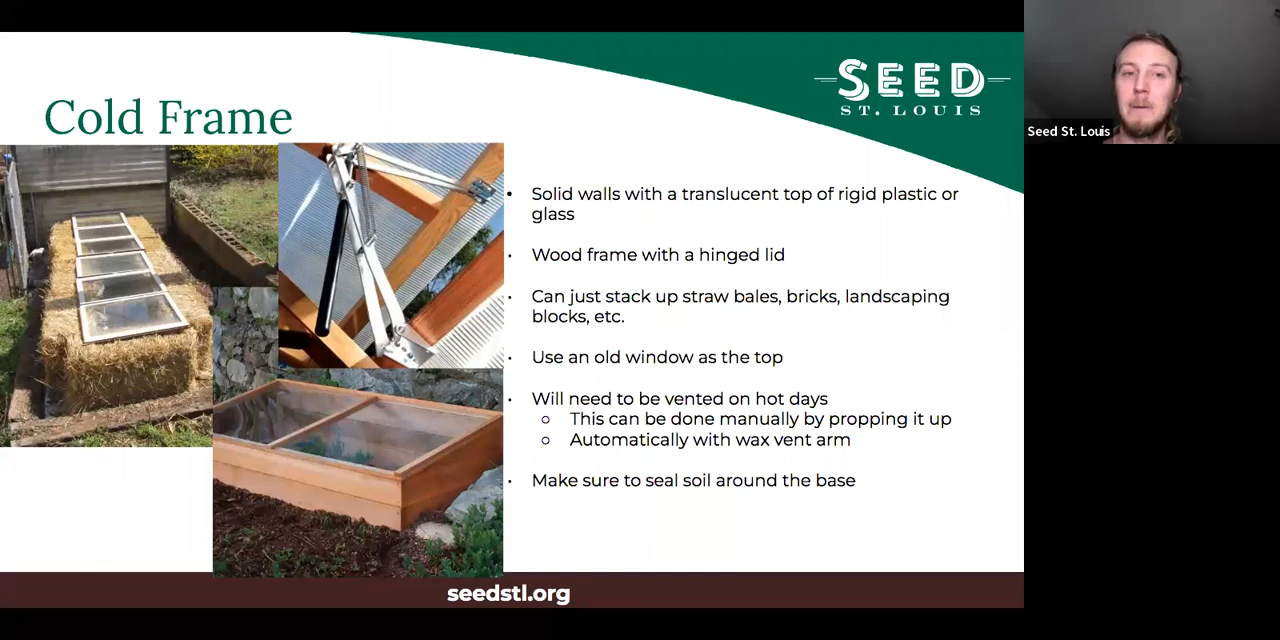 SEED
ST. LOUIS
Seed St. Louis
Cold Frame
• Solid walls with a translucent top of rigid plastic or
glass
• Wood frame with a hinged lid
• Can just stack up straw bales, bricks, landscaping
blocks, etc.
• Use an old window as the top
• Will need to be vented on hot days
○ This can be done manually by propping it up
○ Automatically with wax vent arm
• Make sure to seal soil around the base
seedstl.org